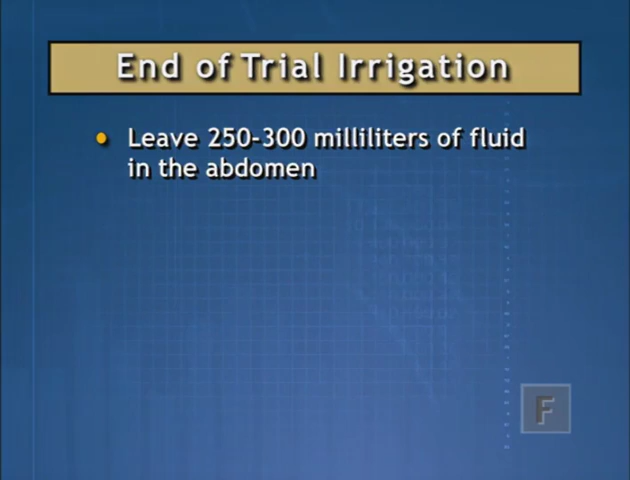 End of Trial Irrigation
• Leave 250-300 milliliters of fluid
in the abdomen
F